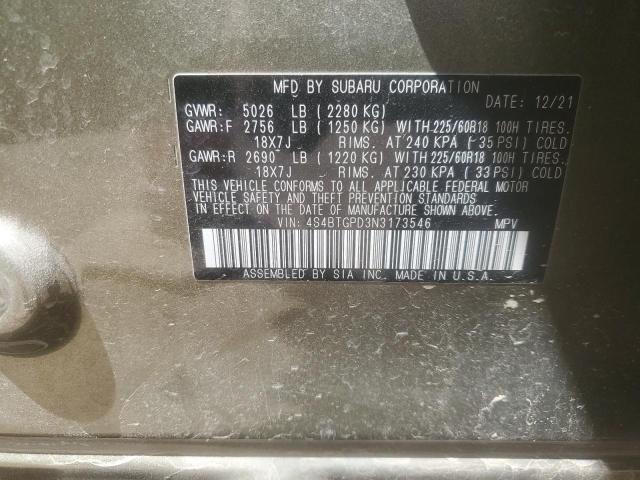 MFD BY SUBARU CORPORATION
DATE: 12/21
GVWR: 5026 LB ( 2280 KG)
GAWR:F 2756 LB ( 1250 KG) WITH 225/60R18 100H TIRES.
18X7J RIMS. AT 240 KPA ( 35 PSI) COLD
GAWR:R 2690 LB ( 1220 KG) WITH 225/60R18 100H TIRES.
18X7J RIMS. AT 230 KPA ( 33 PSI) COLD
THIS VEHICLE CONFORMS TO ALL APPLICABLE FEDERAL MOTOR
VEHICLE SAFETY AND THEFT PREVENTION STANDARDS
IN EFFECT ON THE DATE OF MANUFACTURE SHOWN ABOVE.
VIN: 4S4BTGPD3N3173546 MPV
ASSEMBLED BY SIA INC. MADE IN U.S.A.